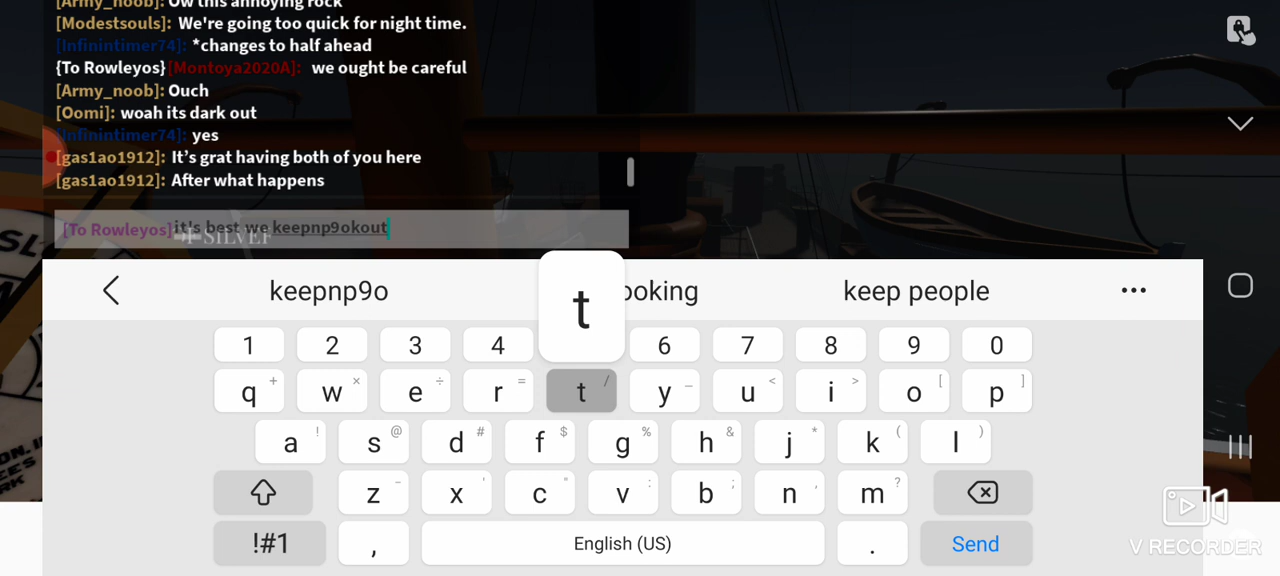 [Army_noob]: Ow this annoying rock
[Modestsouls]: We're going too quick for night time.
[Infinintimer74]: *changes to half ahead
{To Rowleyos}[Montoya2020A]: we ought be careful
[Army_noob]: Ouch
[Oomi]: woah its dark out
[Infinintimer74]: yes
[gas1ao1912]: It's grat having both of you here
[gas1ao1912]: After what happens
[To Rowleyos] it's best we keepnp9okout
SILVER
keepnp9o ooking keep people
t
1 2 3 4 6 7 8 9 0
q + w × e ÷ r = t / y _ u < i > o [ p ]
a ! s @ d # f $ g % h & j * k ( l )
z - x ' c " v : b ; n , m ?
!#1 , English (US) . Send
V RECORDER